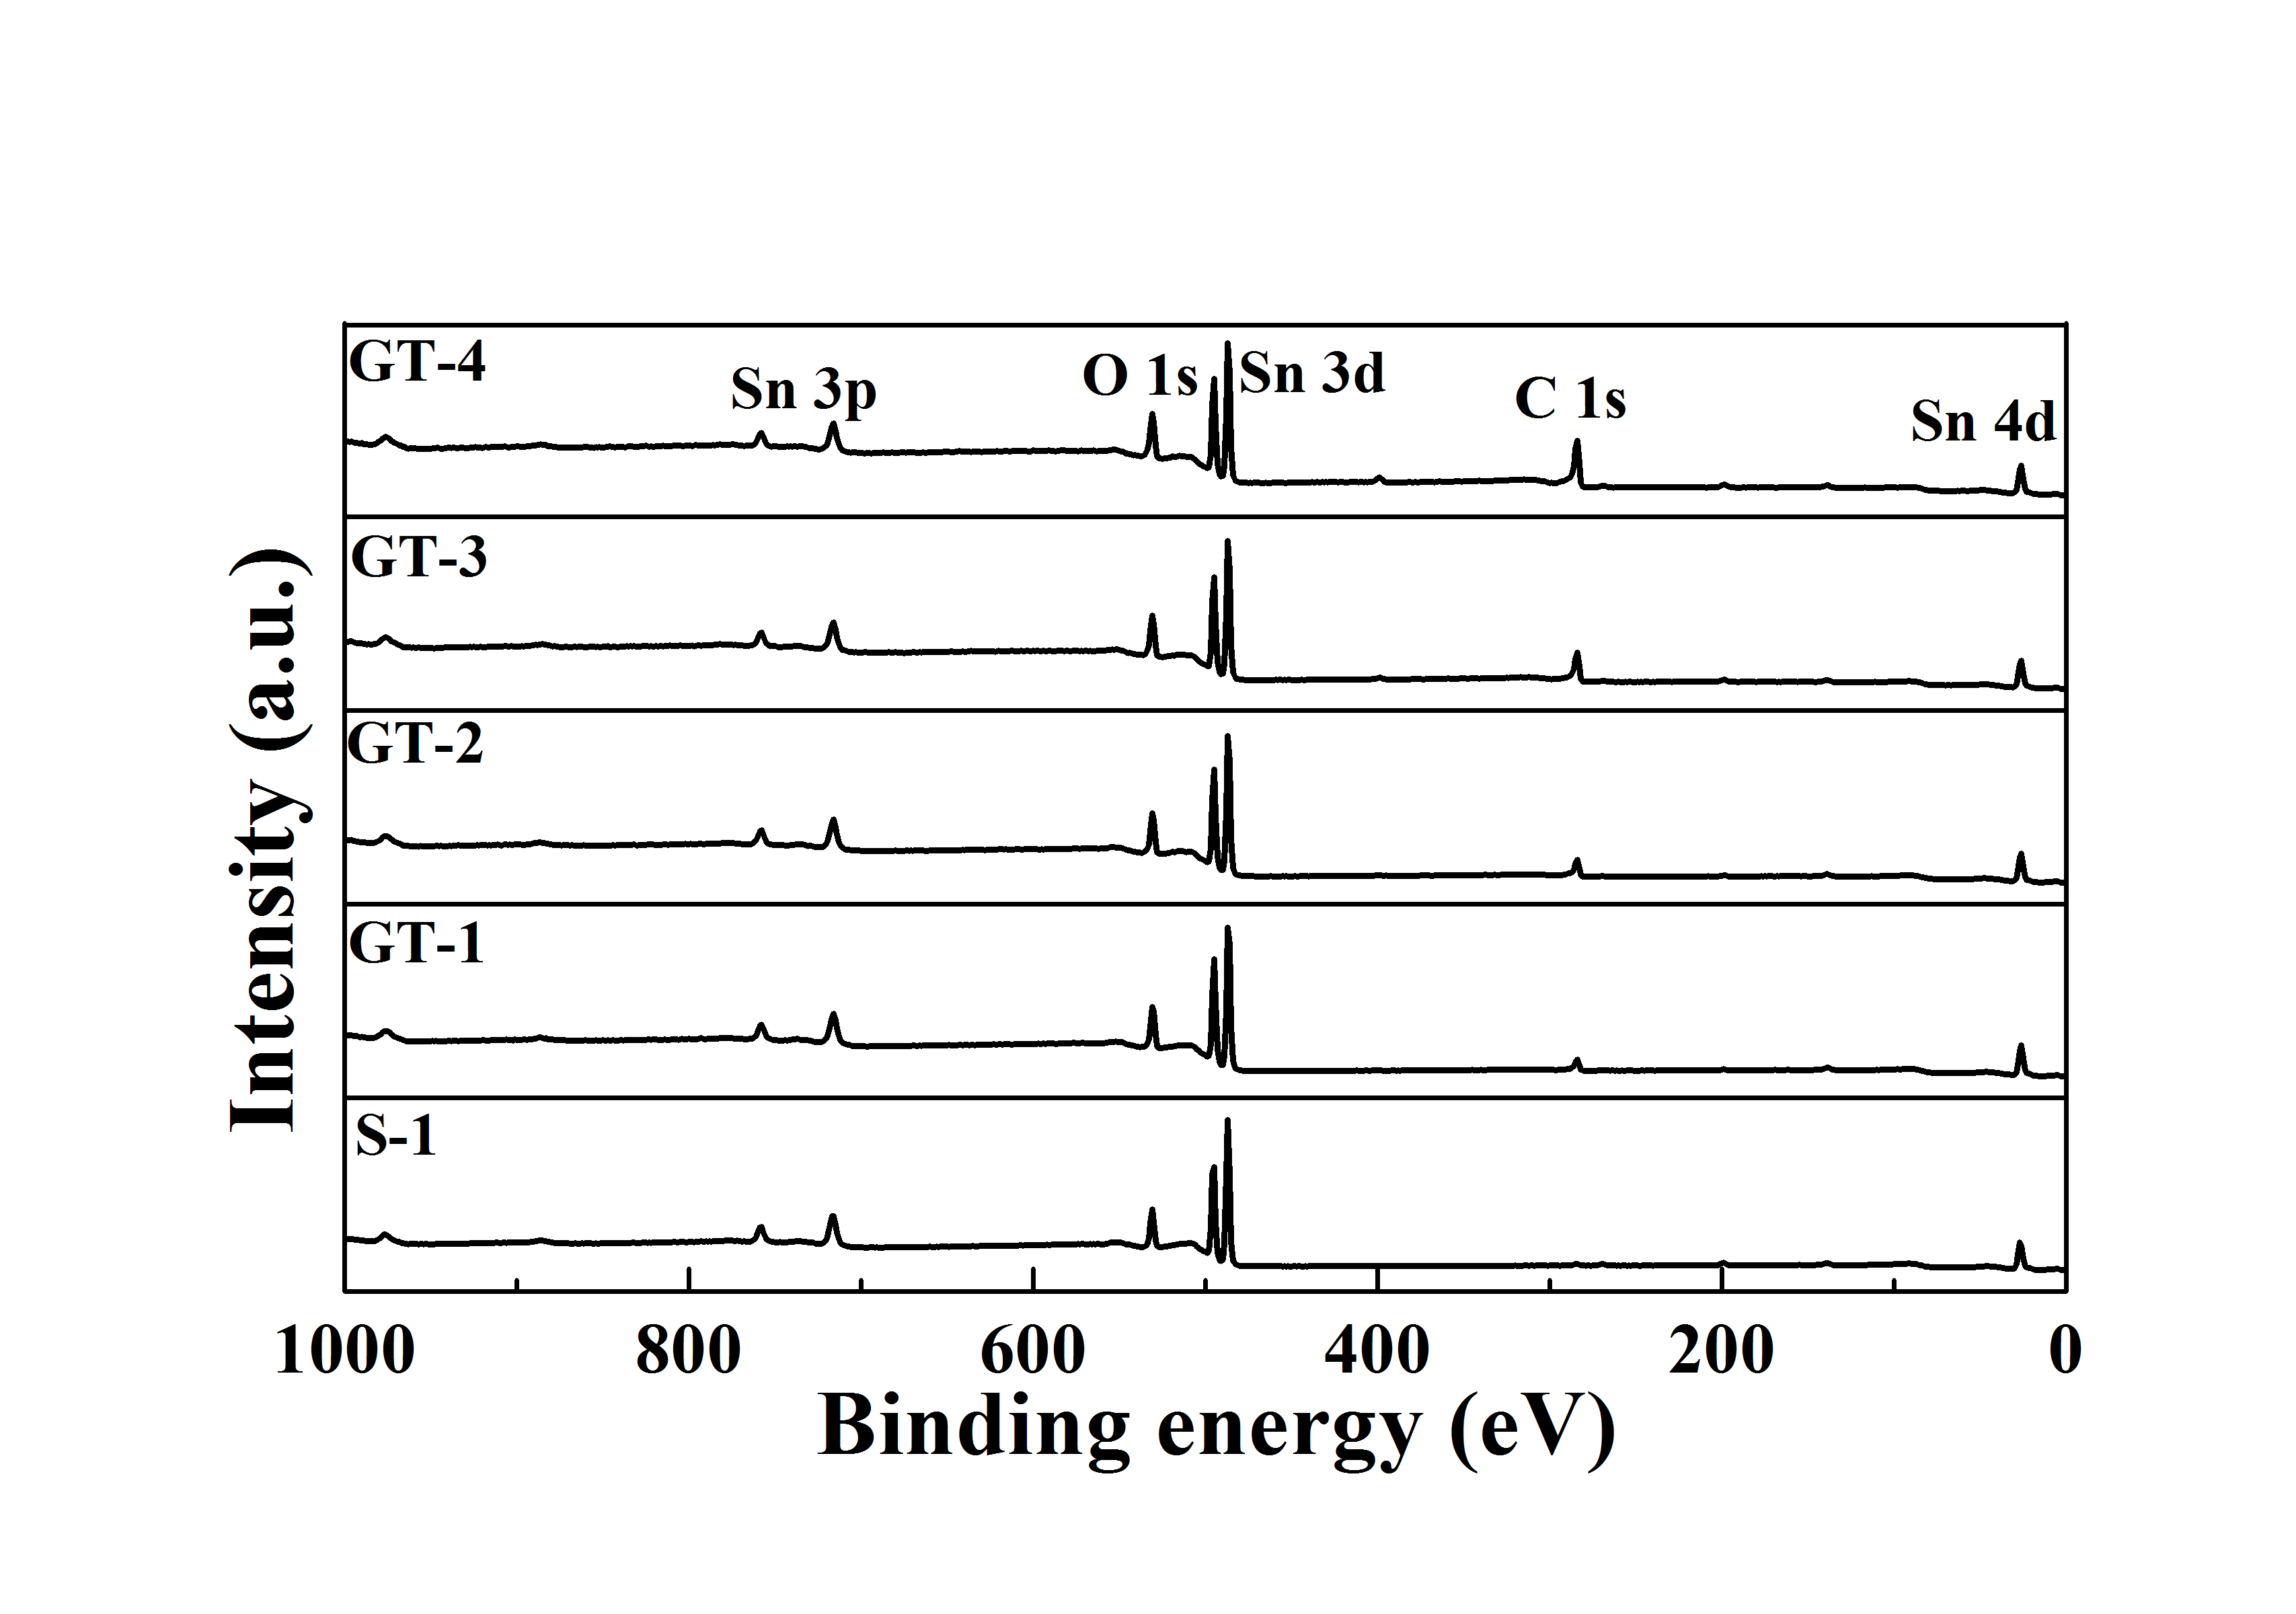 GT-4
Sn 3p
O 1s
Sn 3d
C 1s
Sn 4d
GT-3
GT-2
GT-1
S-1
Intensity (a.u.)
1000 800 600 400 200 0
Binding energy (eV)